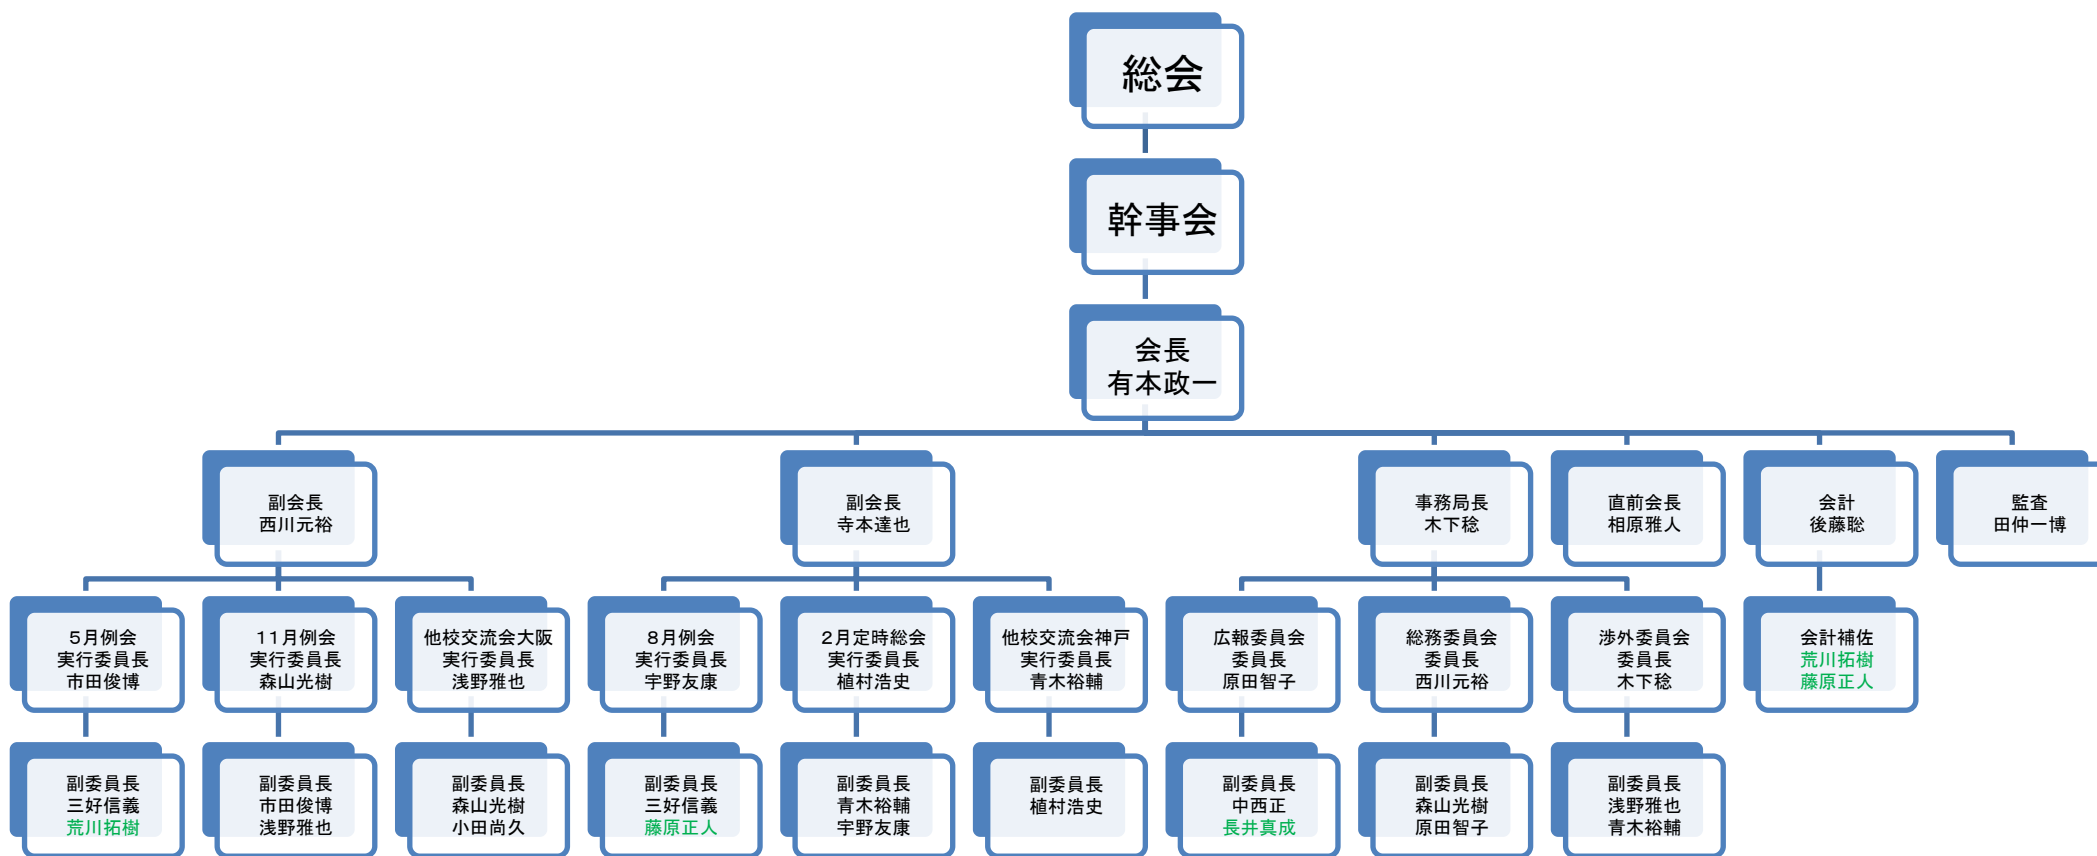 総会
幹事会
会長
有本政一
副会長
西川元裕
副会長
寺本達也
事務局長
木下稔
直前会長
相原雅人
会計
後藤聡
監査
田仲一博
５月例会
実行委員長
市田俊博
１１月例会
実行委員長
森山光樹
他校交流会大阪
実行委員長
浅野雅也
８月例会
実行委員長
宇野友康
２月定時総会
実行委員長
植村浩史
他校交流会神戸
実行委員長
青木裕輔
広報委員会
委員長
原田智子
総務委員会
委員長
西川元裕
渉外委員会
委員長
木下稔
会計補佐
荒川拓樹
藤原正人
副委員長
三好信義
荒川拓樹
副委員長
市田俊博
浅野雅也
副委員長
森山光樹
小田尚久
副委員長
三好信義
藤原正人
副委員長
青木裕輔
宇野友康
副委員長
植村浩史
副委員長
中西正
長井真成
副委員長
森山光樹
原田智子
副委員長
浅野雅也
青木裕輔